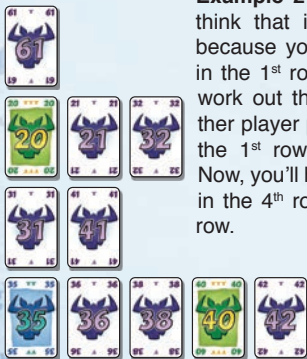 61
20 21 32
31 41
35 36 38 40 42
Example 2
think that i
because yo
in the 1st ro
work out th
ther player
the 1st row
Now, you'll
in the 4th ro
row.